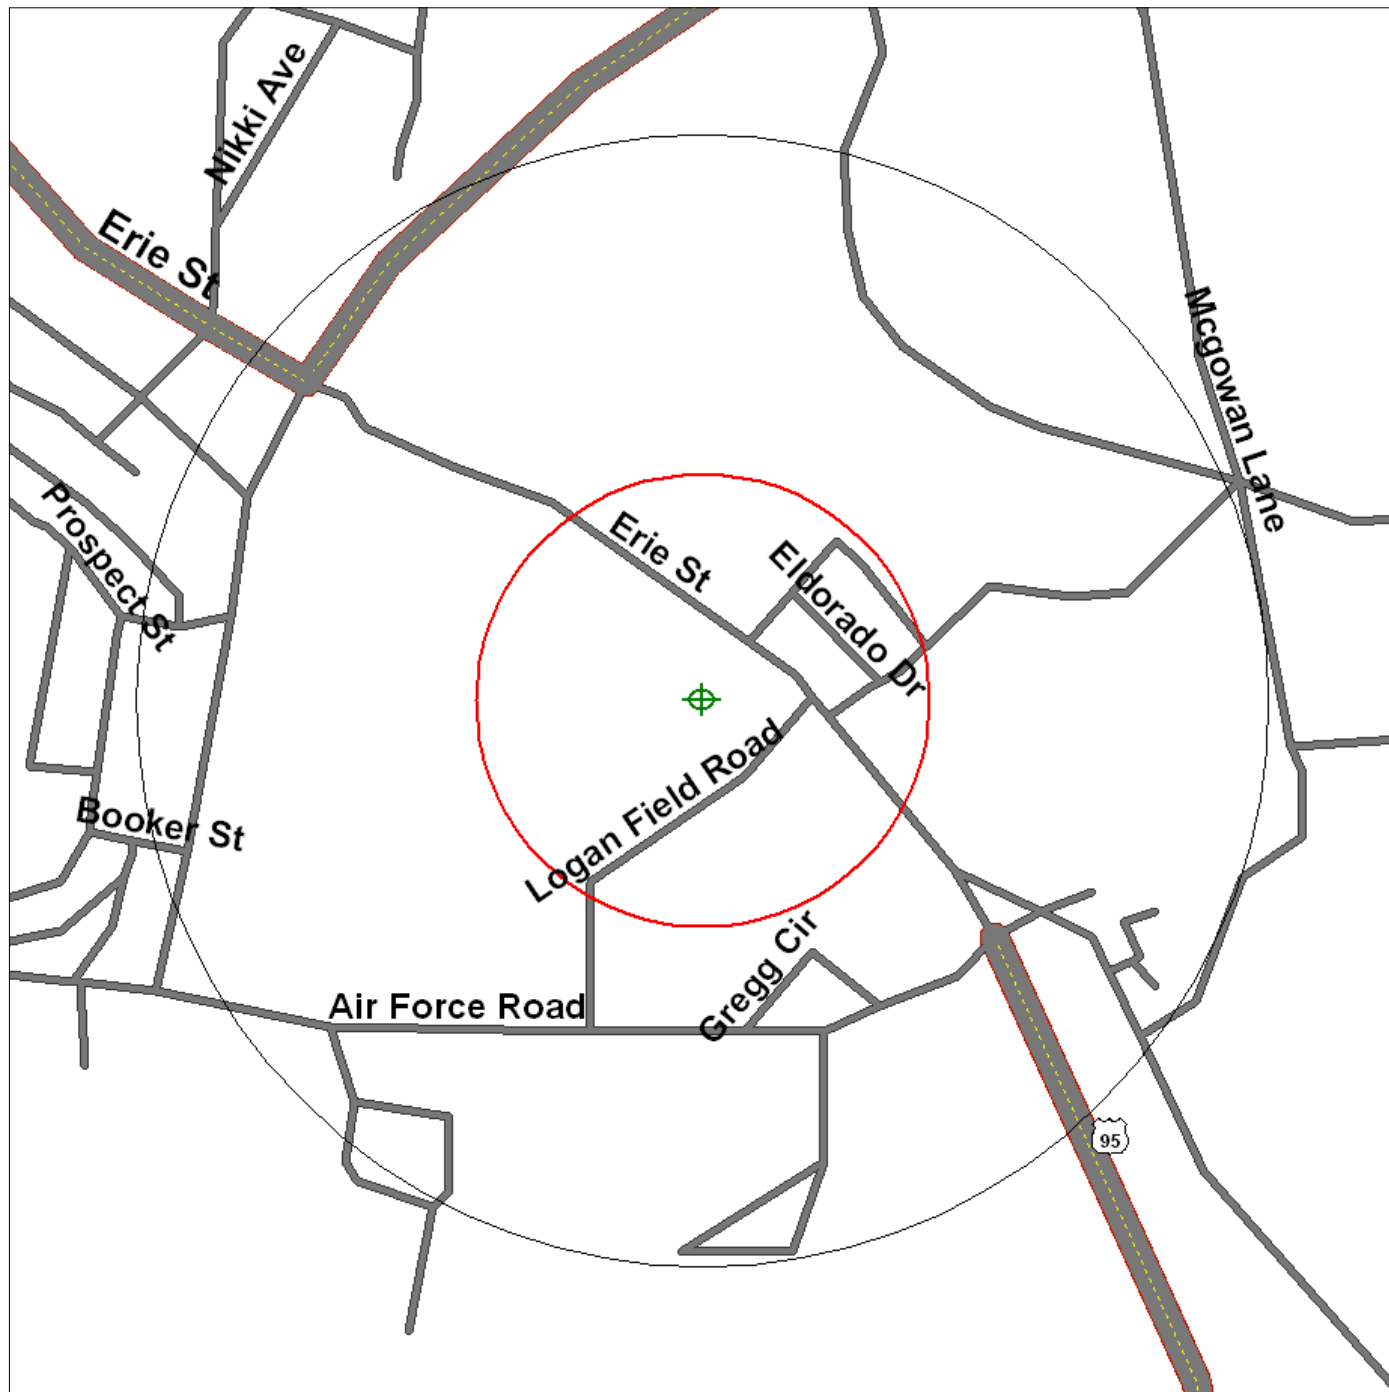 Nikki Ave
Erie St
Mcgowan Lane
Prospect St
Erie St
Eldorado Dr
Logan Field Road
Booker St
Gregg Cir
Air Force Road
95